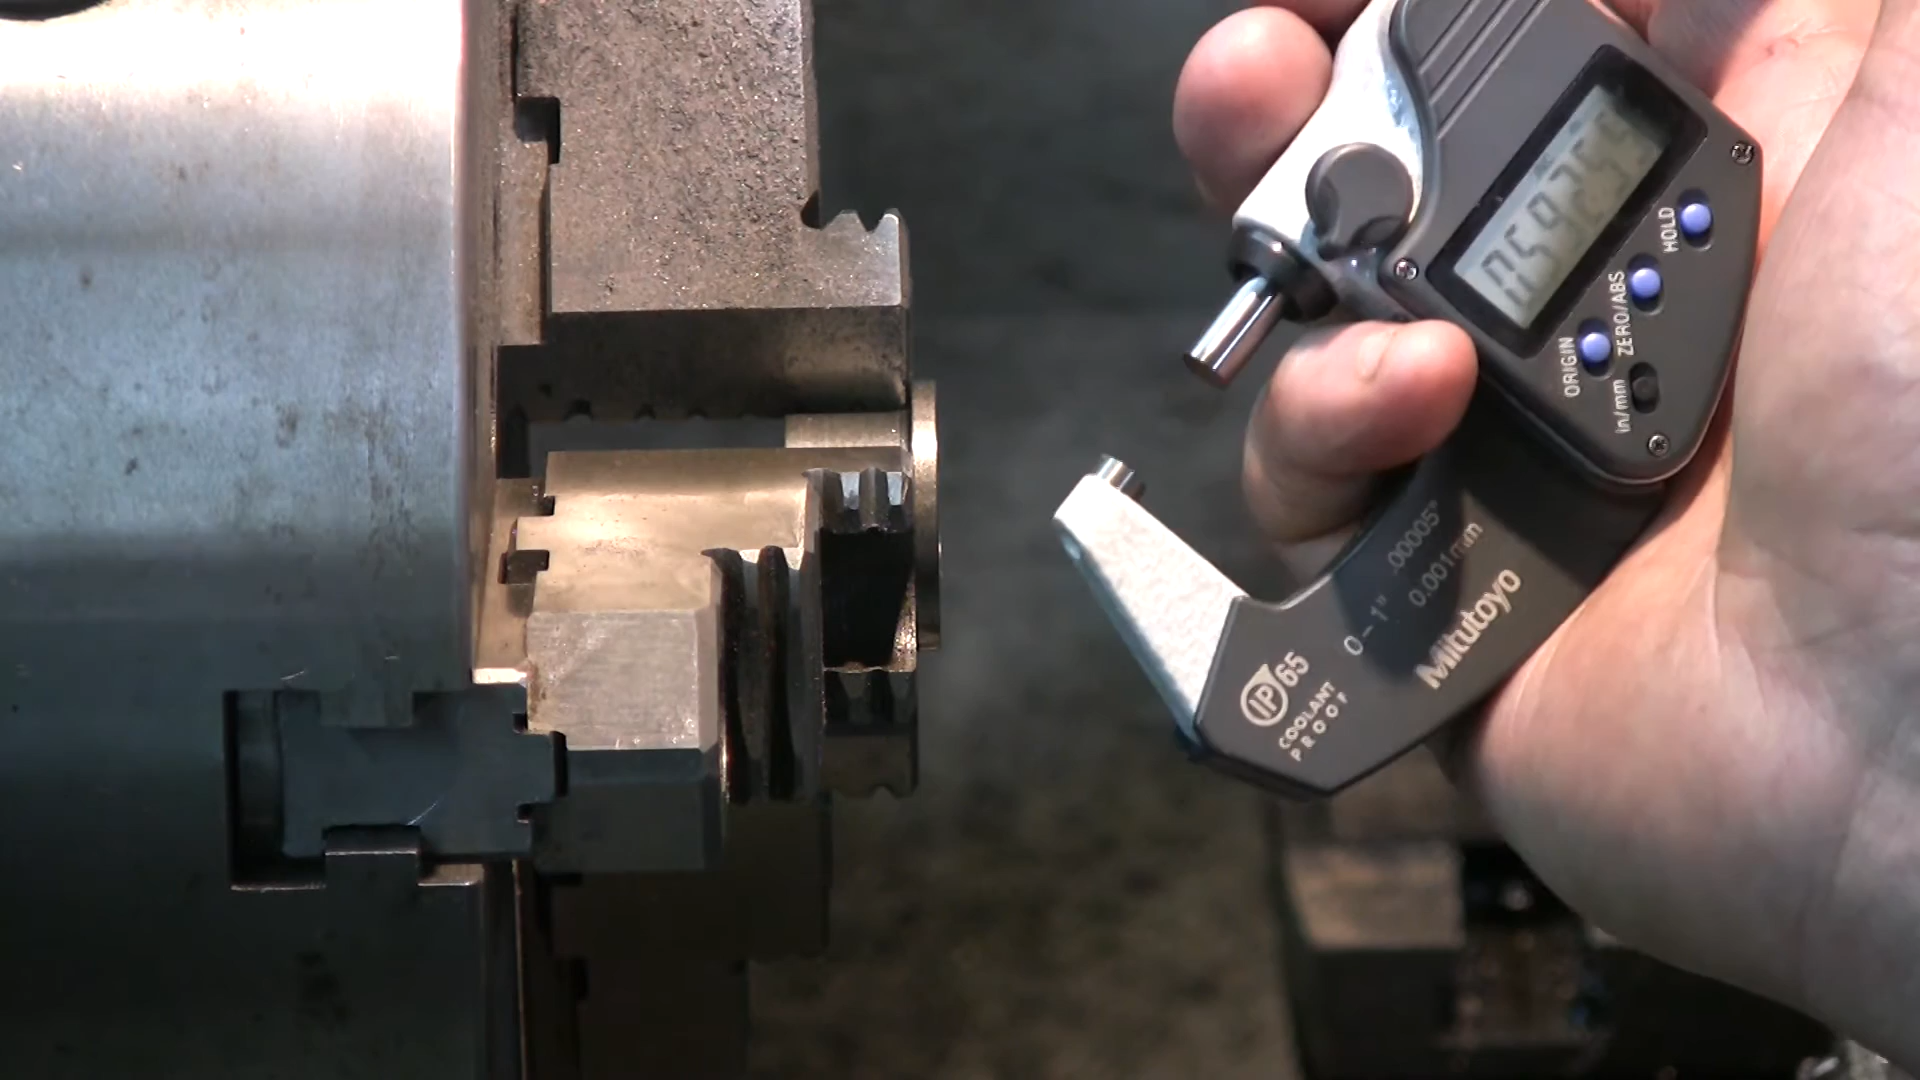 HOLD
ZERO/ABS
ORIGIN
in/mm
.00005"
0-1" 0.001mm
Mitutoyo
IP65
COOLANT
PROOF